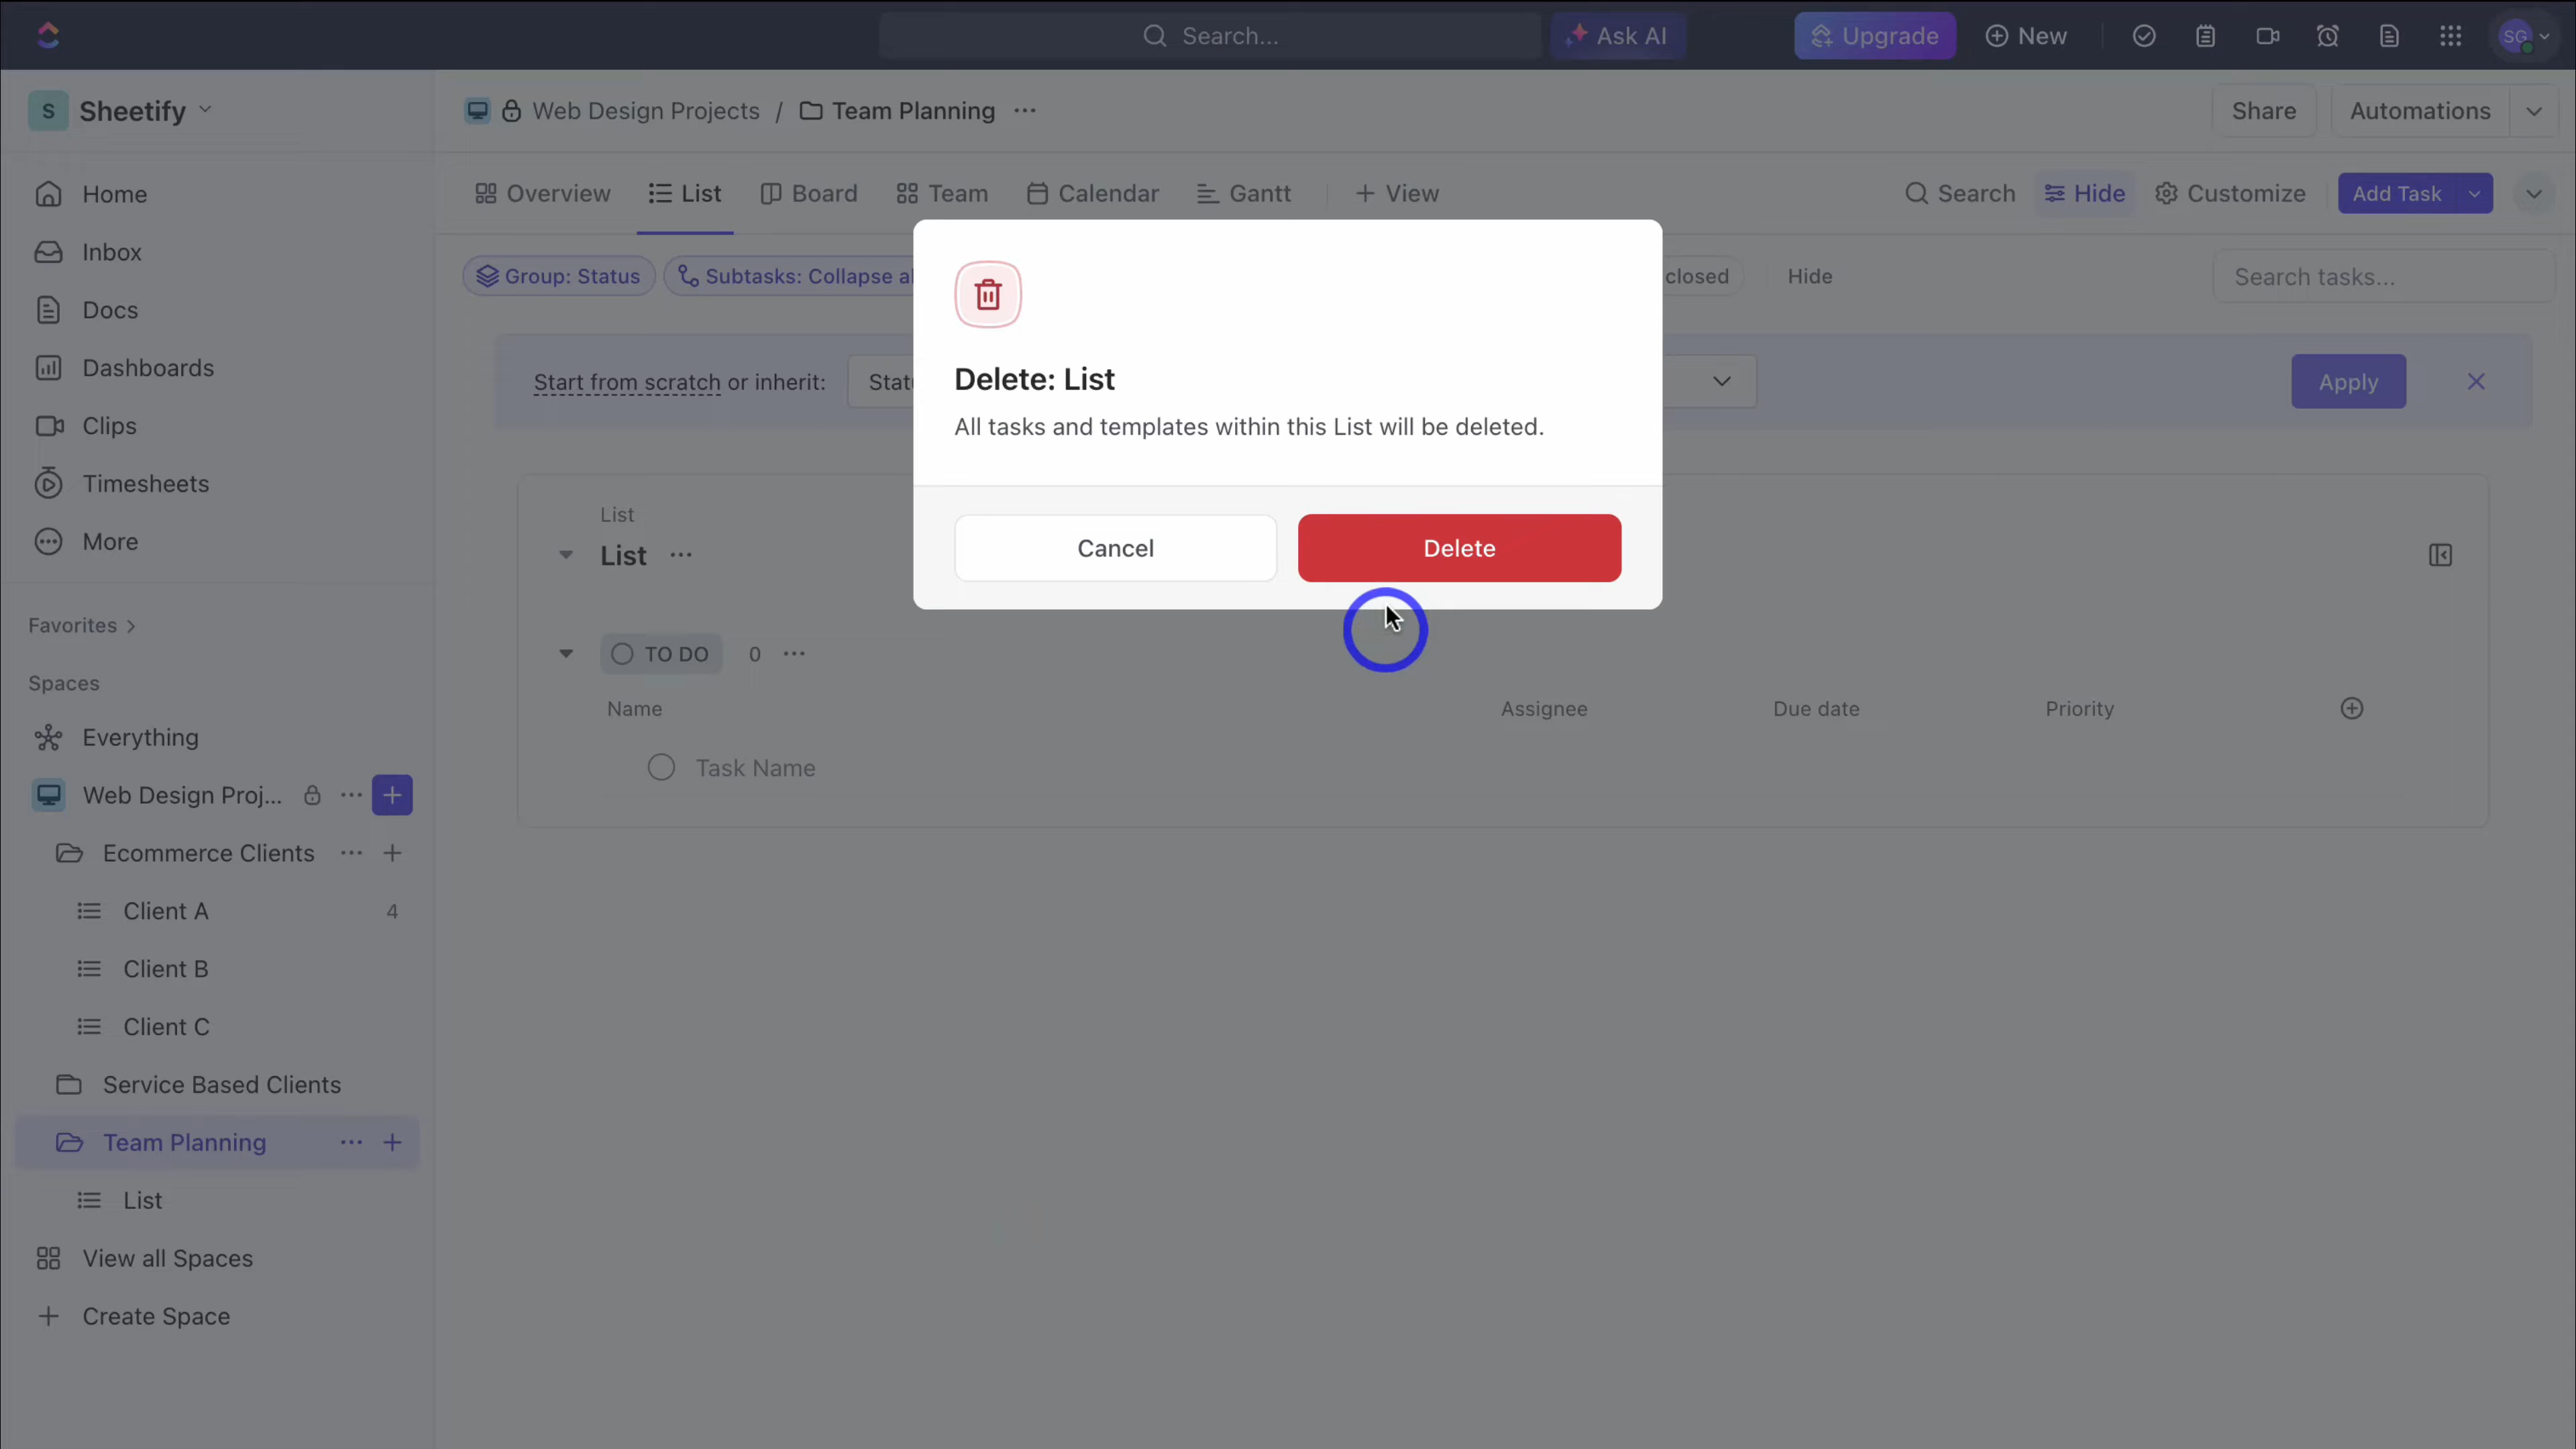 Search...
Ask AI
Upgrade
New
SG
S
Sheetify
Web Design Projects / Team Planning ...
Share
Automations
Home
Inbox
Docs
Dashboards
Clips
Timesheets
More
Favorites
Spaces
Everything
Web Design Proj...
Ecommerce Clients
Client A 4
Client B
Client C
Service Based Clients
Team Planning
List
View all Spaces
Create Space
Overview
List
Board
Team
Calendar
Gantt
View
Search
Hide
Customize
Add Task
Group: Status
Subtasks: Collapse
closed
Hide
Search tasks...
Start from scratch or inherit:
Apply
Delete: List
All tasks and templates within this List will be deleted.
Cancel
Delete
List
List
TO DO 0
Name
Assignee
Due date
Priority
Task Name